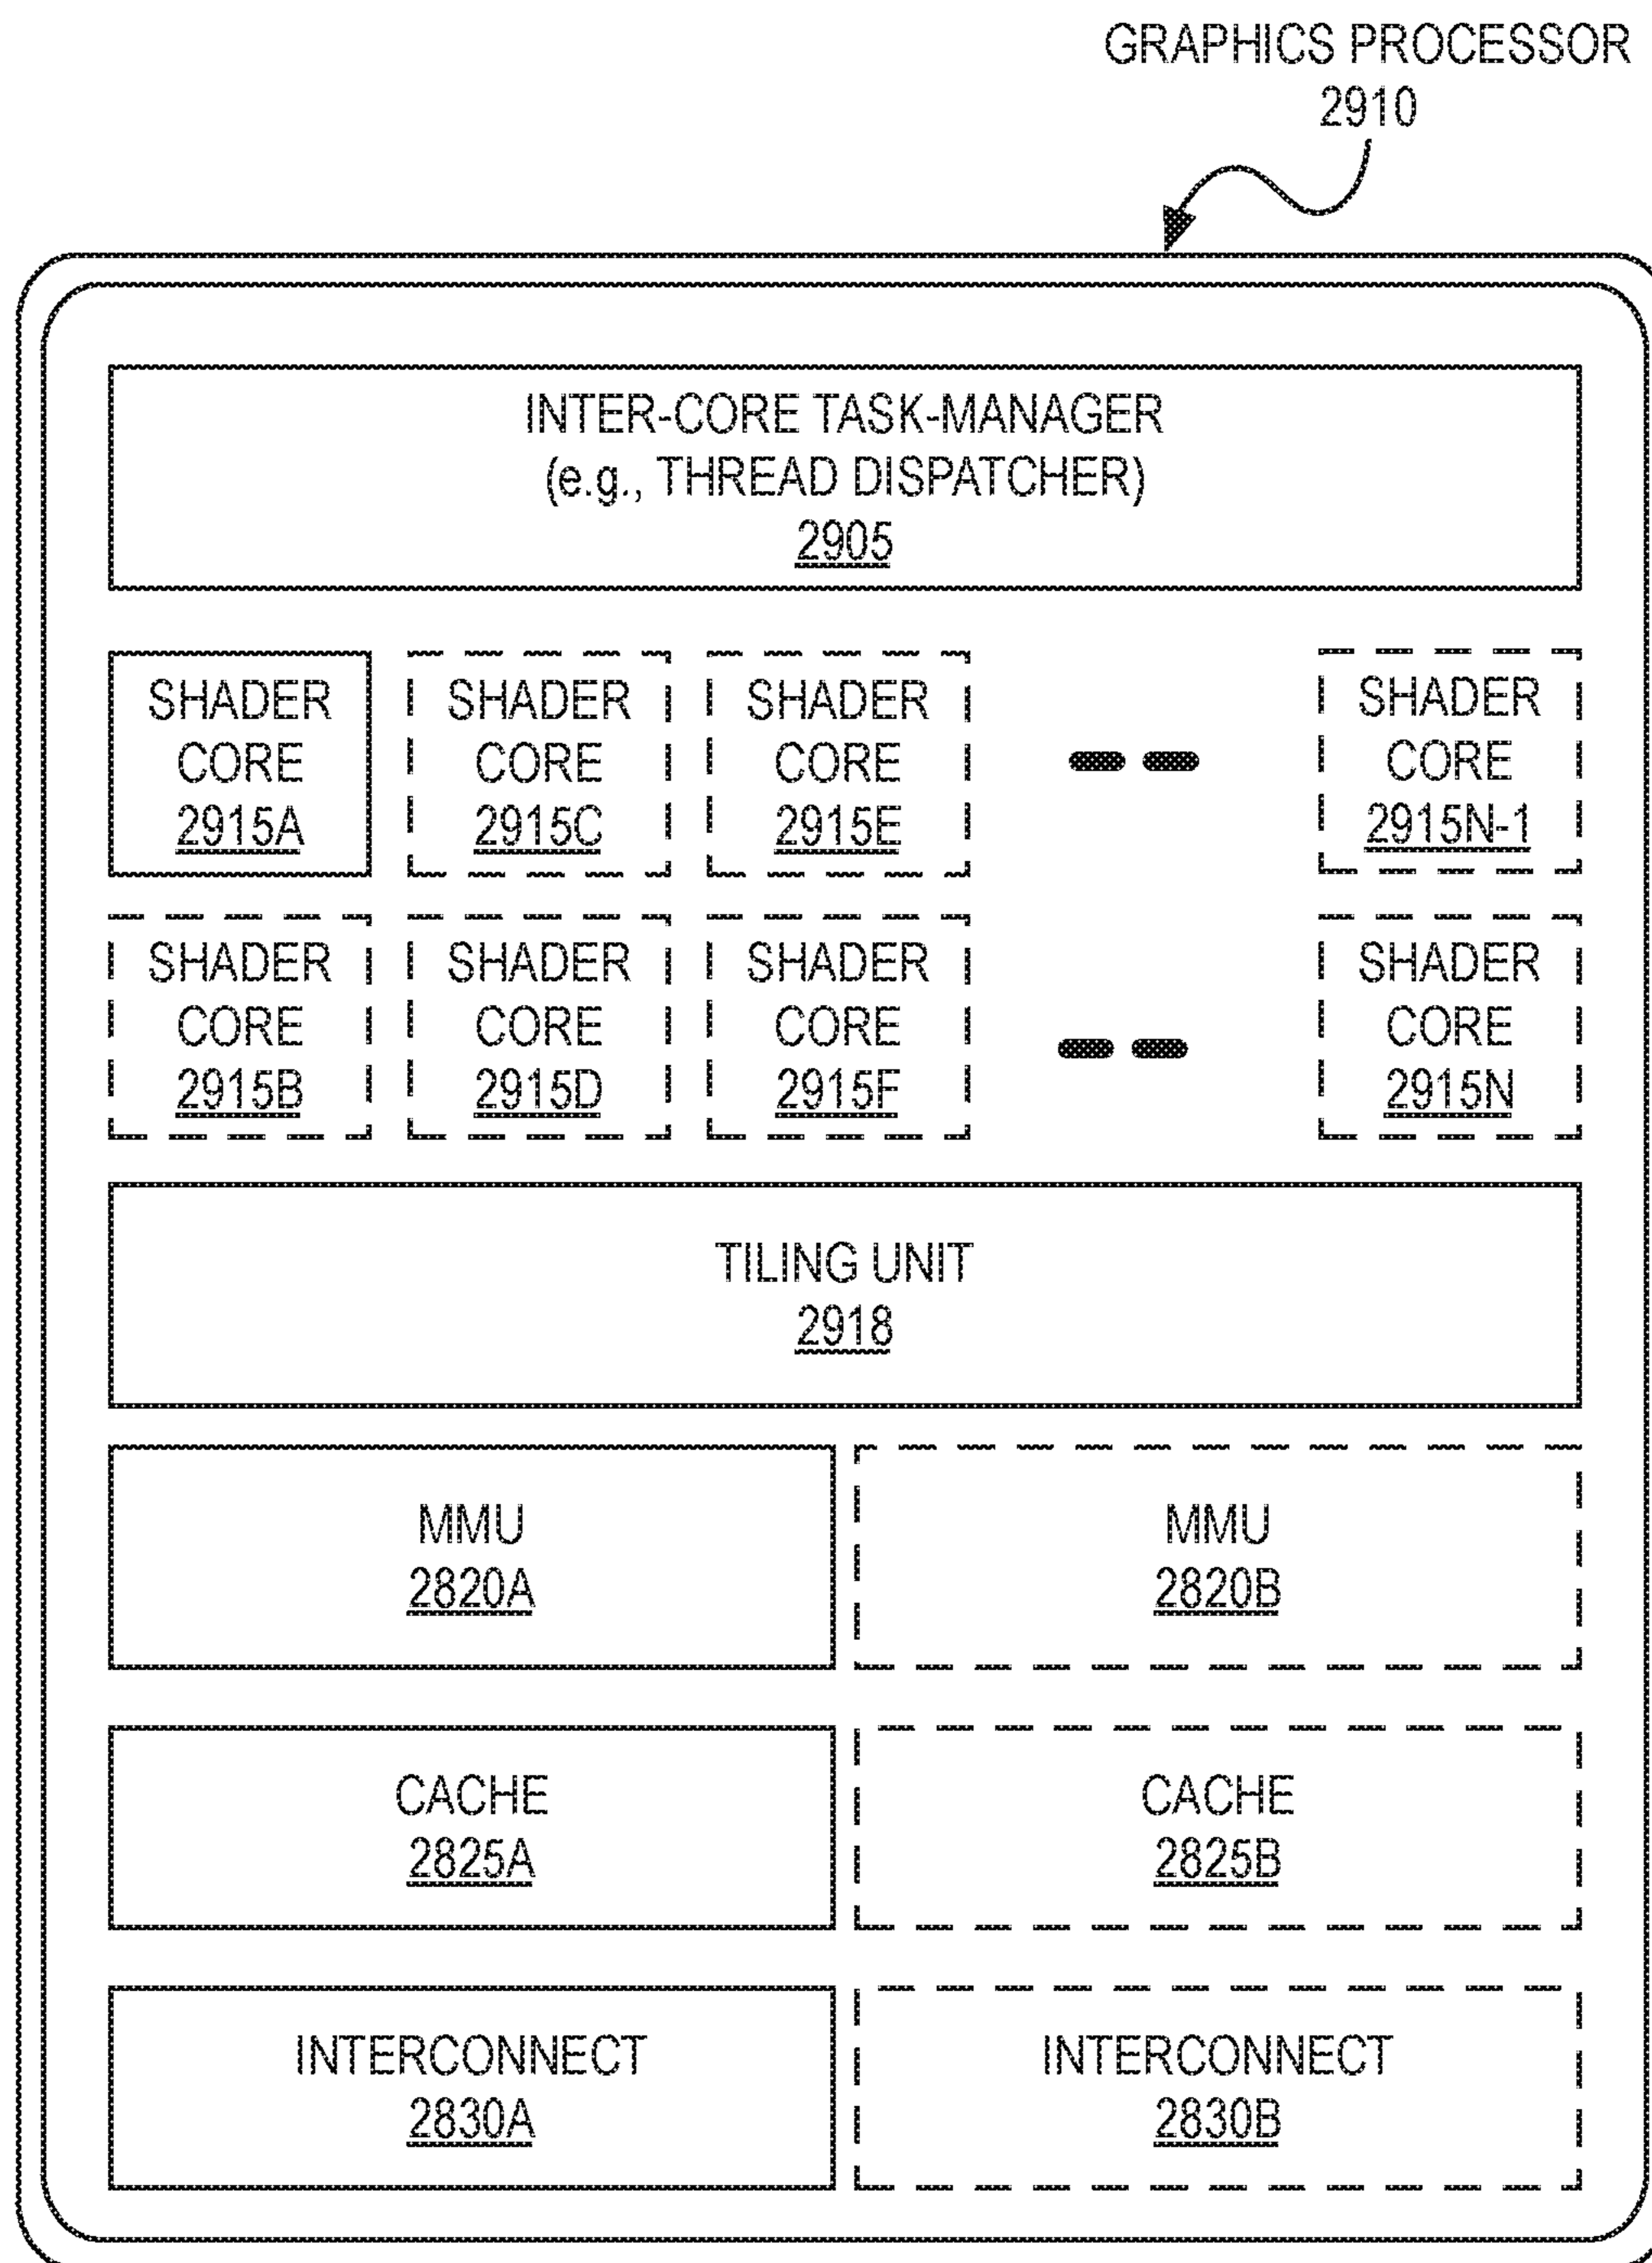 GRAPHICS PROCESSOR
2910
INTER-CORE TASK-MANAGER
(e.g., THREAD DISPATCHER)
2905
SHADER
CORE
2915A
SHADER
CORE
2915C
SHADER
CORE
2915E
SHADER
CORE
2915N-1
SHADER
CORE
2915B
SHADER
CORE
2915D
SHADER
CORE
2915F
SHADER
CORE
2915N
TILING UNIT
2918
MMU
2820A
MMU
2820B
CACHE
2825A
CACHE
2825B
INTERCONNECT
2830A
INTERCONNECT
2830B